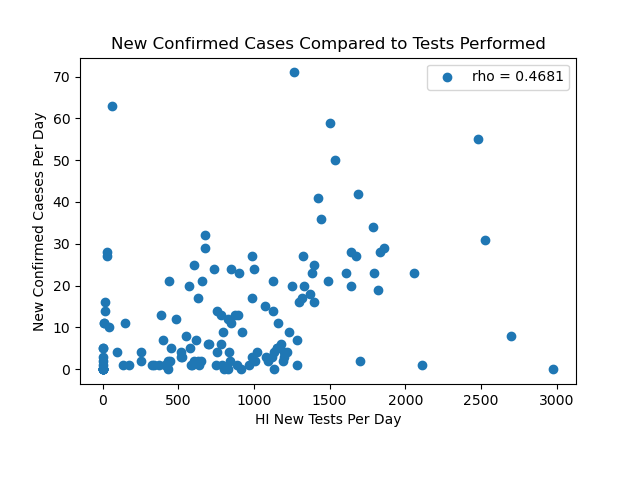 New Confirmed Cases Compared to Tests Performed
rho = 0.4681
New Confirmed Caeses Per Day
70
60
50
40
30
20
10
0
0 500 1000 1500 2000 2500 3000
HI New Tests Per Day